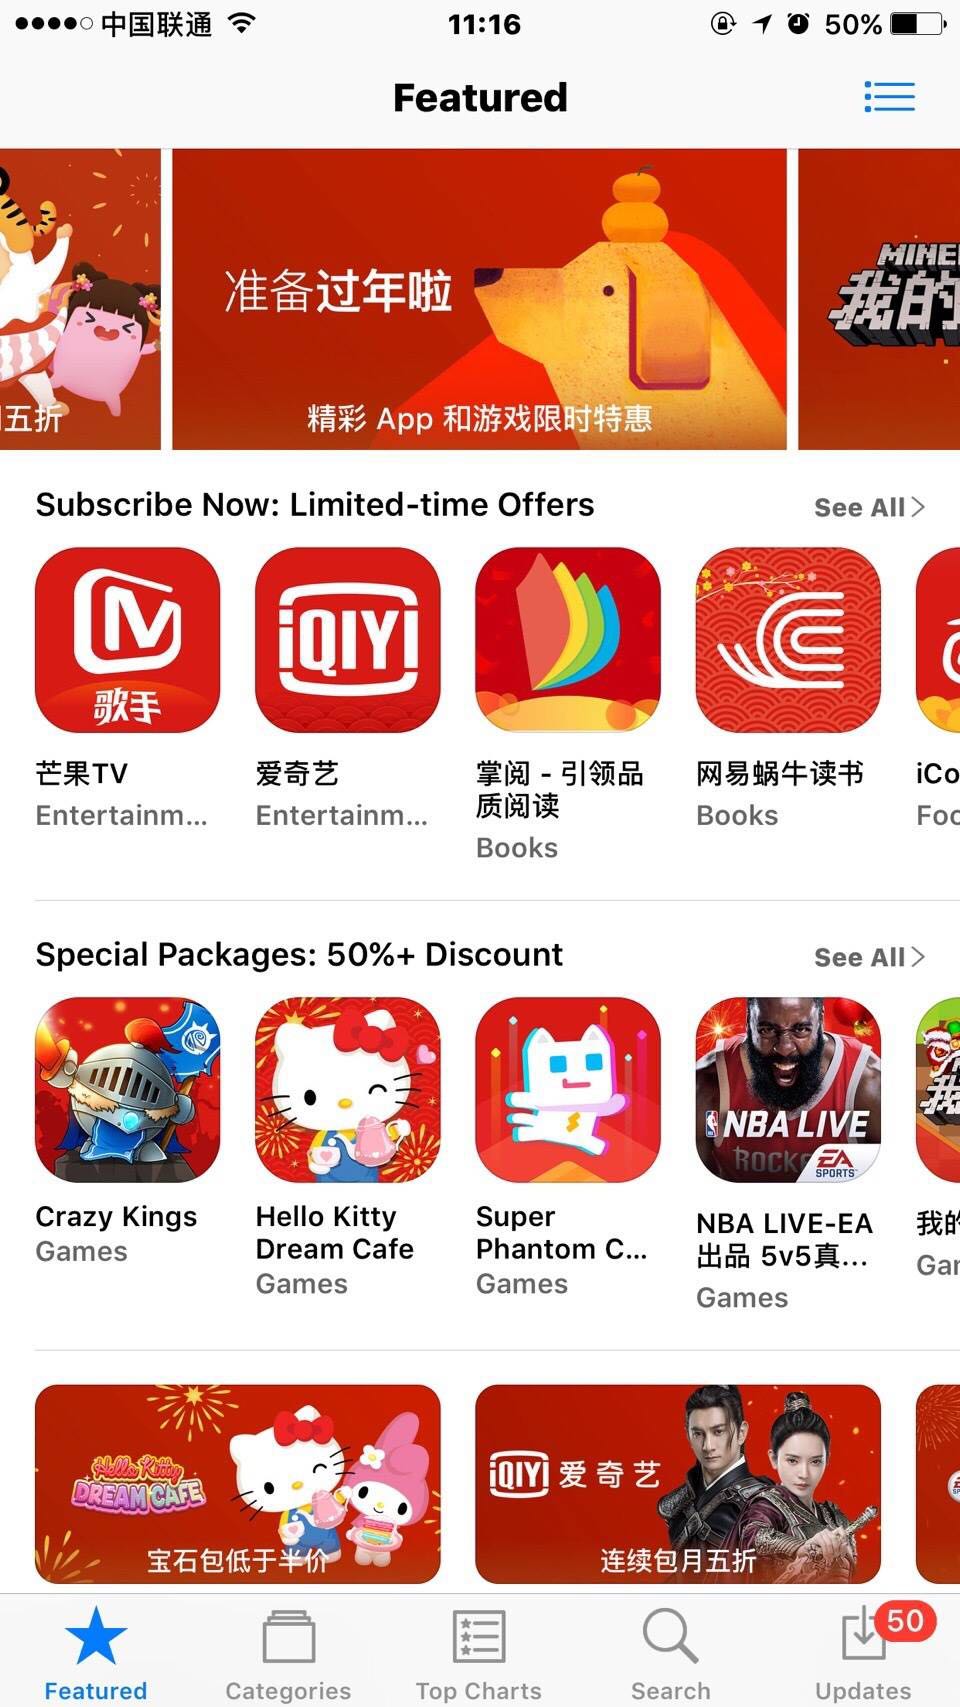 中国联通
11:16
50%
Featured
准备过年啦
精彩 App 和游戏限时特惠
五折
我的
Subscribe Now: Limited-time Offers
See All
歌手
iQIYI
芒果TV
Entertainm...
爱奇艺
Entertainm...
掌阅 - 引领品
质阅读
Books
网易蜗牛读书
Books
iCo
Foo
Special Packages: 50%+ Discount
See All
NBA LIVE
EA
SPORTS
我
Crazy Kings
Games
Hello Kitty
Dream Cafe
Games
Super
Phantom C...
Games
NBA LIVE-EA
出品 5v5真...
Games
我的
Gam
Hello Kitty
DREAM CAFE
宝石包低于半价
iQIYI 爱奇艺
连续包月五折
Featured
Categories
Top Charts
Search
Updates
50